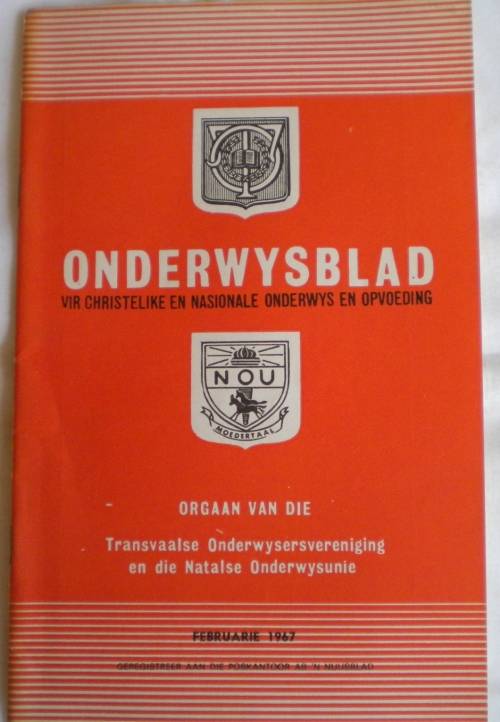 ONDERWYSBLAD
VIR CHRISTELIKE EN NASIONALE ONDERWYS EN OPVOEDING
NOU
MOEDERTAAL
ORGAAN VAN DIE
Transvaalse Onderwysersvereniging
en die Natalse Onderwysunie
FEBRUARIE 1967
GEREGISTREER AAN DIE POSKANTOOR AS 'N NUUSBLAD